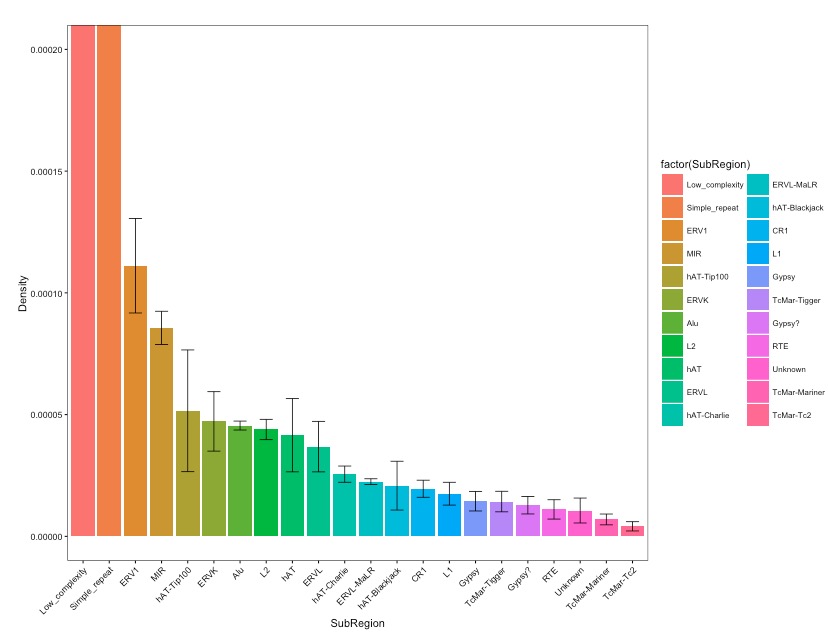 0.00020
0.00015
0.00010
0.00005
0.00000
Density
Low_complexity
Simple_repeat
ERV1
MIR
hAT-Tip100
ERVK
Alu
L2
hAT
ERVL
hAT-Charlie
ERVL-MaLR
hAT-Blackjack
CR1
L1
Gypsy
TcMar-Tigger
Gypsy?
RTE
Unknown
TcMar-Mariner
TcMar-Tc2
SubRegion
factor(SubRegion)
Low_complexity
Simple_repeat
ERV1
MIR
hAT-Tip100
ERVK
Alu
L2
hAT
ERVL
hAT-Charlie
ERVL-MaLR
hAT-Blackjack
CR1
L1
Gypsy
TcMar-Tigger
Gypsy?
RTE
Unknown
TcMar-Mariner
TcMar-Tc2